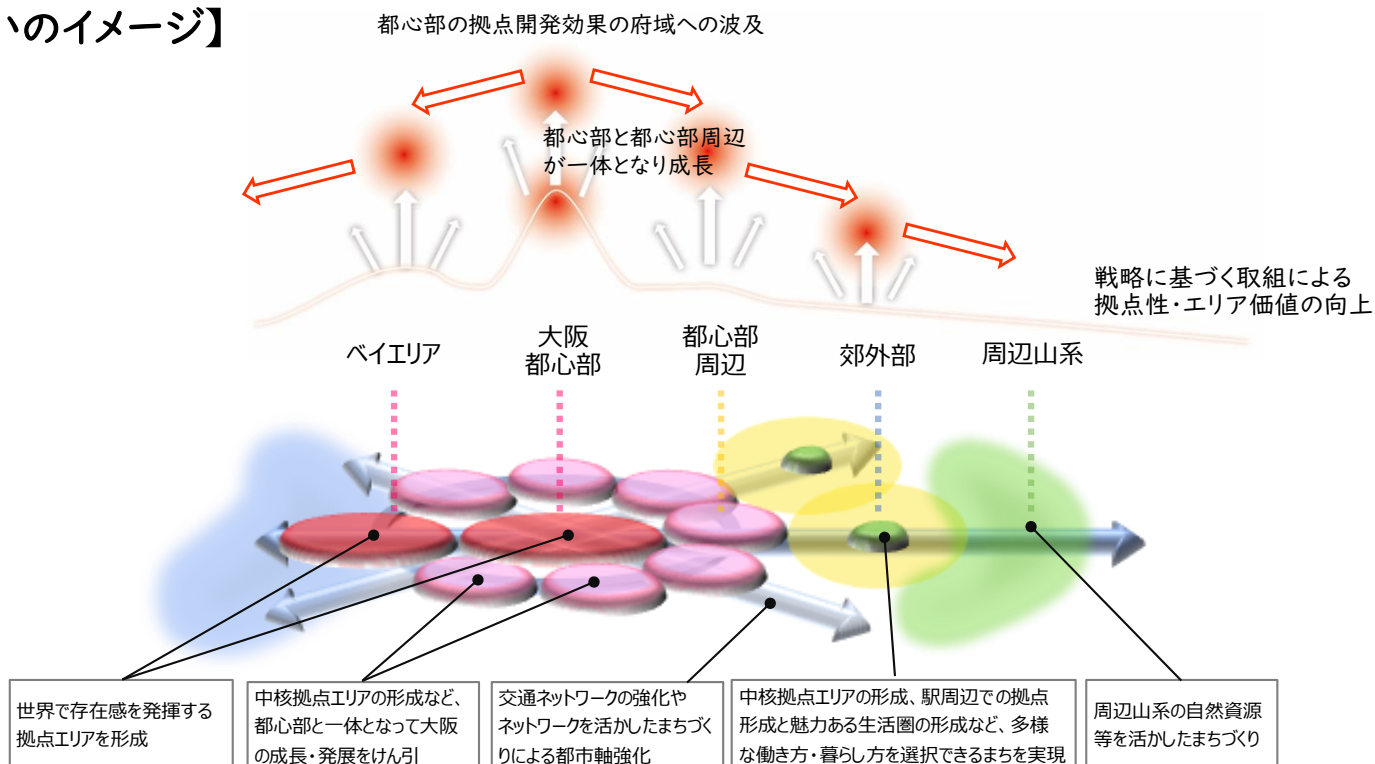 のイメージ】
都心部の拠点開発効果の府域への波及
都心部と都心部周辺
が一体となり成長
戦略に基づく取組による
拠点性・エリア価値の向上
ベイエリア
大阪
都心部
都心部
周辺
郊外部
周辺山系
世界で存在感を発揮する
拠点エリアを形成
中核拠点エリアの形成など、
都心部と一体となって大阪
の成長・発展をけん引
交通ネットワークの強化や
ネットワークを活かしたまちづく
りによる都市軸強化
中核拠点エリアの形成、駅周辺での拠点
形成と魅力ある生活圏の形成など、多様
な働き方・暮らし方を選択できるまちを実現
周辺山系の自然資源
等を活かしたまちづくり